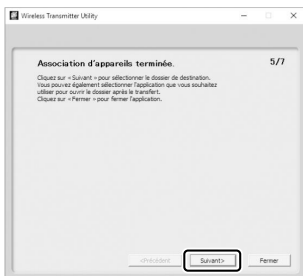 Wireless Transmitter Utility
Association d'appareils terminée.
5/7
Cliquez sur « Suivant » pour sélectionner le dossier de destination.
Vous pouvez également sélectionner l'application que vous souhaitez
utiliser pour ouvrir le dossier après le transfert.
Cliquez sur « Fermer » pour fermer l'application.
<Précédent
Suivant>
Fermer